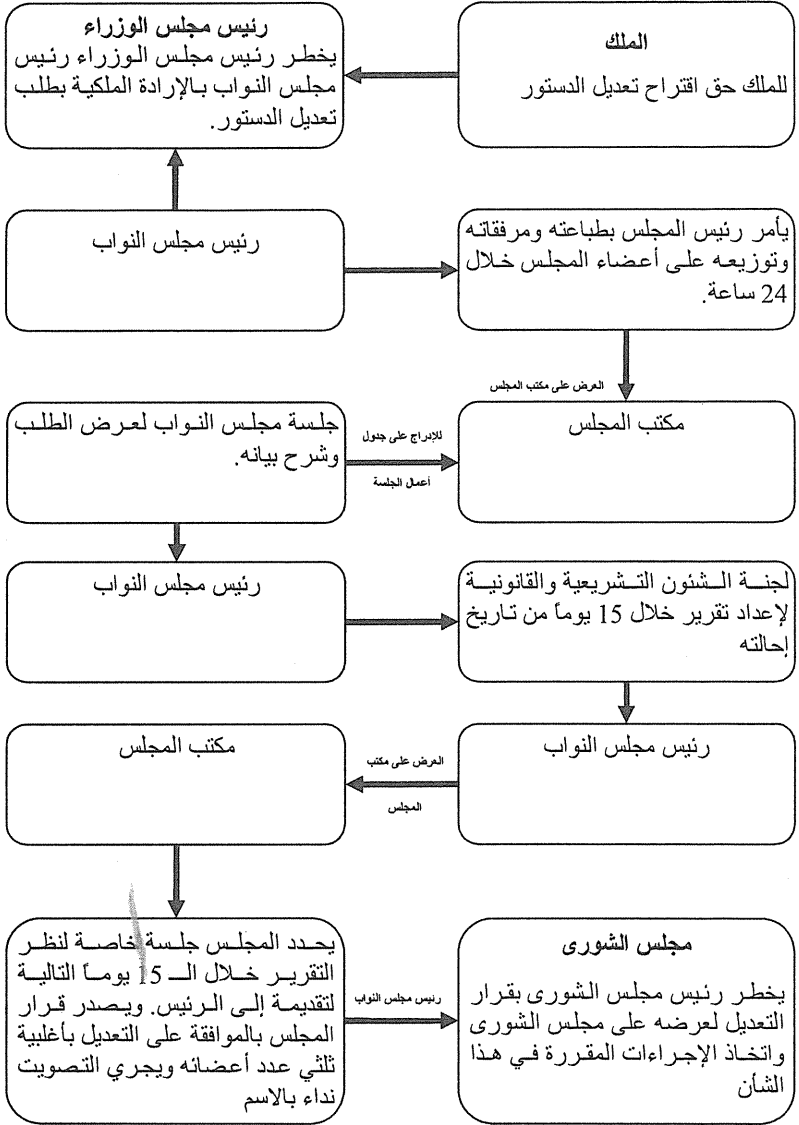 الملك
للملك حق اقتراح تعديل الدستور
رئيس مجلس الوزراء
يخطر رئيس مجلس الوزراء رئيس
مجلس النواب بالإرادة الملكية بطلب
تعديل الدستور.
رئيس مجلس النواب
يأمر رئيس المجلس بطباعته ومرفقاته
وتوزيعه على أعضاء المجلس خلال
24 ساعة.
العرض على مكتب المجلس
مكتب المجلس
للإدراج على جدول
أعمال الجلسة
جلسة مجلس النواب لعرض الطلب
وشرح بيانه.
رئيس مجلس النواب
لجنة الشئون التشريعية والقانونية
لإعداد تقرير خلال 15 يوماً من تاريخ
إحالته
رئيس مجلس النواب
العرض على مكتب
المجلس
مكتب المجلس
يحدد المجلس جلسة خاصة لنظر
التقرير خلال الـ 15 يوماً التالية
لتقديمة إلى الرئيس. ويصدر قرار
المجلس بالموافقة على التعديل بأغلبية
ثلثي عدد أعضائه ويجري التصويت
نداء بالاسم
رئيس مجلس النواب
مجلس الشورى
يخطر رئيس مجلس الشورى بقرار
التعديل لعرضه على مجلس الشورى
واتخاذ الإجراءات المقررة في هذا
الشأن